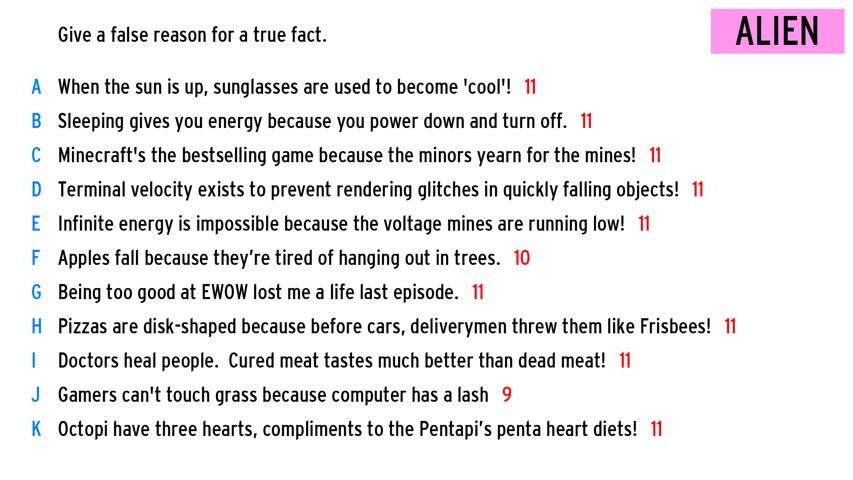 Give a false reason for a true fact.
ALIEN
A When the sun is up, sunglasses are used to become 'cool'! 11
B Sleeping gives you energy because you power down and turn off. 11
C Minecraft's the bestselling game because the minors yearn for the mines! 11
D Terminal velocity exists to prevent rendering glitches in quickly falling objects! 11
E Infinite energy is impossible because the voltage mines are running low! 11
F Apples fall because they’re tired of hanging out in trees. 10
G Being too good at EWOW lost me a life last episode. 11
H Pizzas are disk-shaped because before cars, deliverymen threw them like Frisbees! 11
I Doctors heal people.  Cured meat tastes much better than dead meat! 11
J Gamers can't touch grass because computer has a lash 9
K Octopi have three hearts, compliments to the Pentapi’s penta heart diets! 11